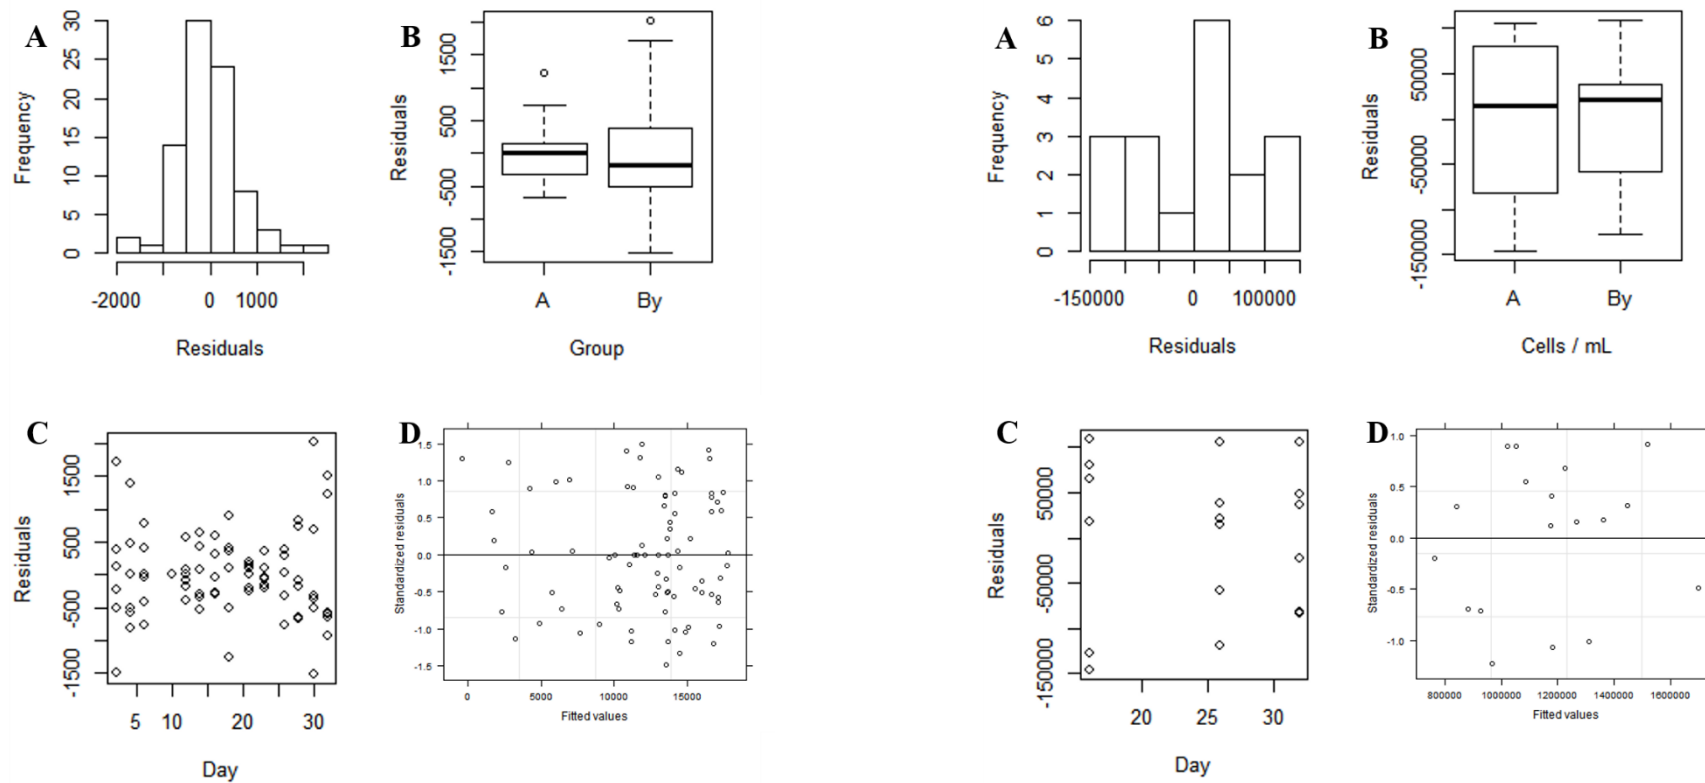 A
Frequency
30
25
20
15
10
5
0
-2000
0
1000
Residuals
B
Residuals
1500
500
-500
-1500
A
By
Group
A
Frequency
6
5
4
3
2
1
0
-150000
0
100000
Residuals
B
Residuals
50000
-50000
-150000
A
By
Cells / mL
C
Residuals
1500
500
-500
-1500
5
10
20
30
Day
D
Standardized residuals
1.5
1.0
0.5
0.0
-0.5
-1.0
-1.5
0
5000
10000
15000
Fitted values
C
Residuals
50000
-50000
-150000
20
25
30
Day
D
Standardized residuals
1.0
0.5
0.0
-0.5
-1.0
800000
1000000
1200000
1400000
1600000
Fitted values